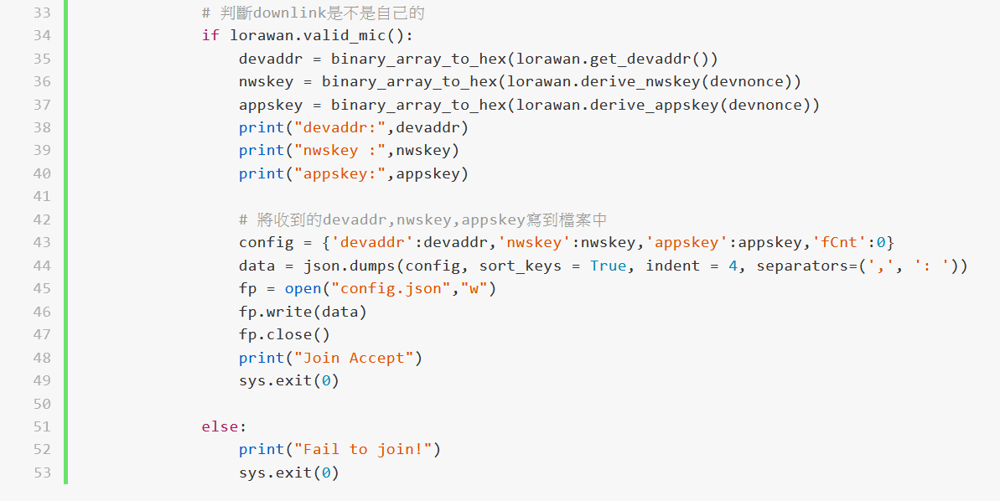 33 # 判斷downlink是不是自己的
34 if lorawan.valid_mic():
35 devaddr = binary_array_to_hex(lorawan.get_devaddr())
36 nwskey = binary_array_to_hex(lorawan.derive_nwskey(devnonce))
37 appskey = binary_array_to_hex(lorawan.derive_appskey(devnonce))
38 print("devaddr:",devaddr)
39 print("nwskey :",nwskey)
40 print("appskey:",appskey)
41
42 # 將收到的devaddr,nwskey,appskey寫到檔案中
43 config = {'devaddr':devaddr,'nwskey':nwskey,'appskey':appskey,'fCnt':0}
44 data = json.dumps(config, sort_keys = True, indent = 4, separators=(',', ': '))
45 fp = open("config.json","w")
46 fp.write(data)
47 fp.close()
48 print("Join Accept")
49 sys.exit(0)
50
51 else:
52 print("Fail to join!")
53 sys.exit(0)